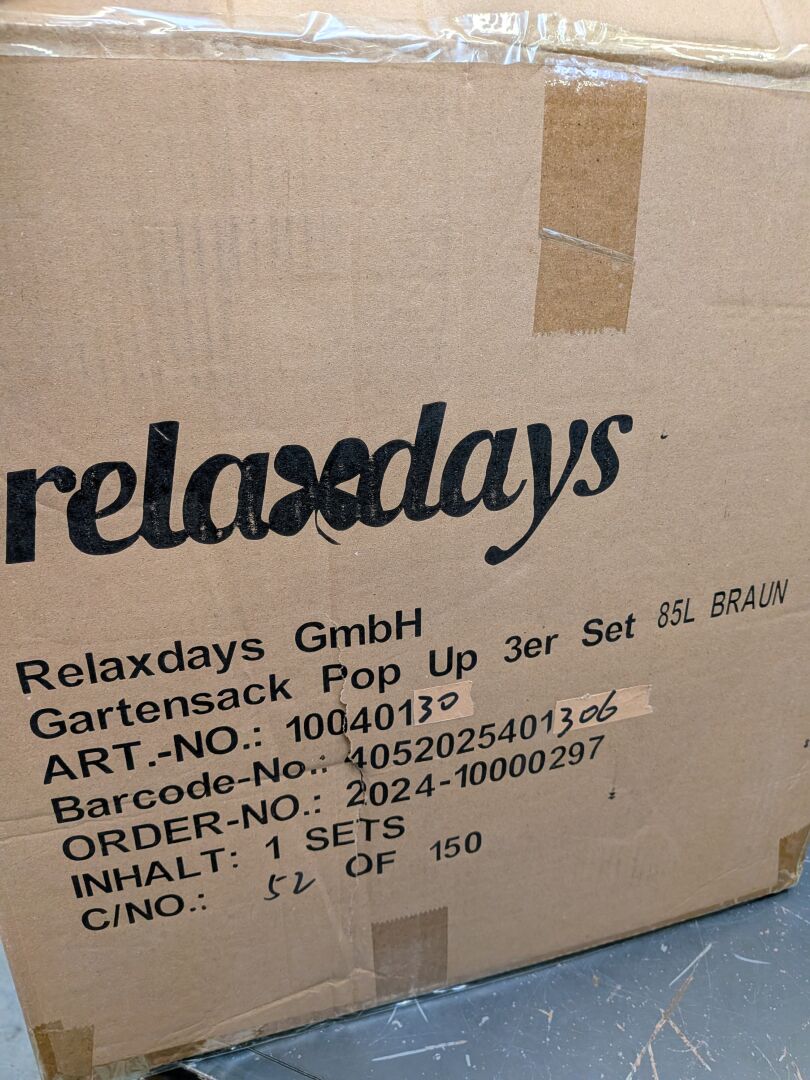 relaxdays
Relaxdays GmbH
Gartensack Pop Up 3er Set 85L BRAUN
ART.-NO.: 10040130
Barcode-No.: 4052025401306
ORDER-NO.: 2024-10000297
INHALT: 1 SETS
C/NO.: 52 OF 150